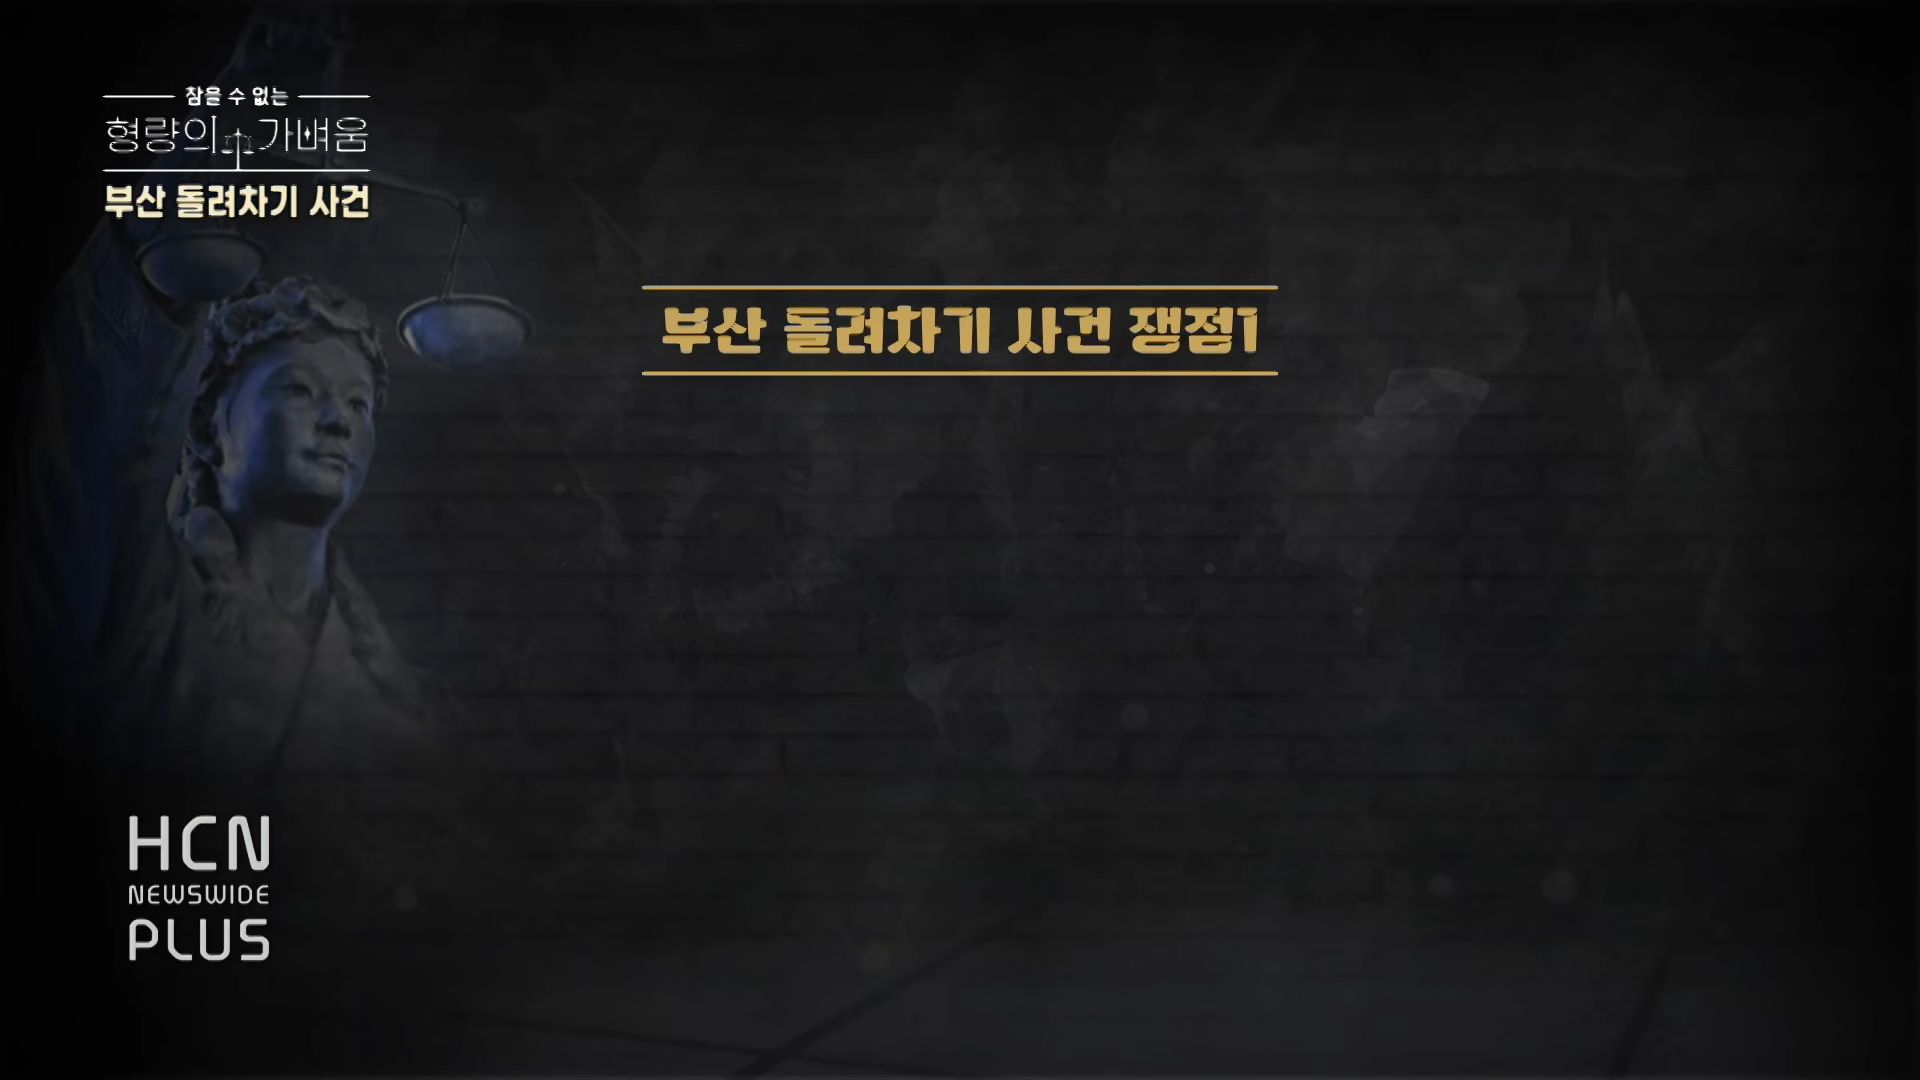 참을 수 없는
형량의 가벼움
부산 돌려차기 사건
부산 돌려차기 사건 쟁점1
HCN
NEWSWIDE
PLUS